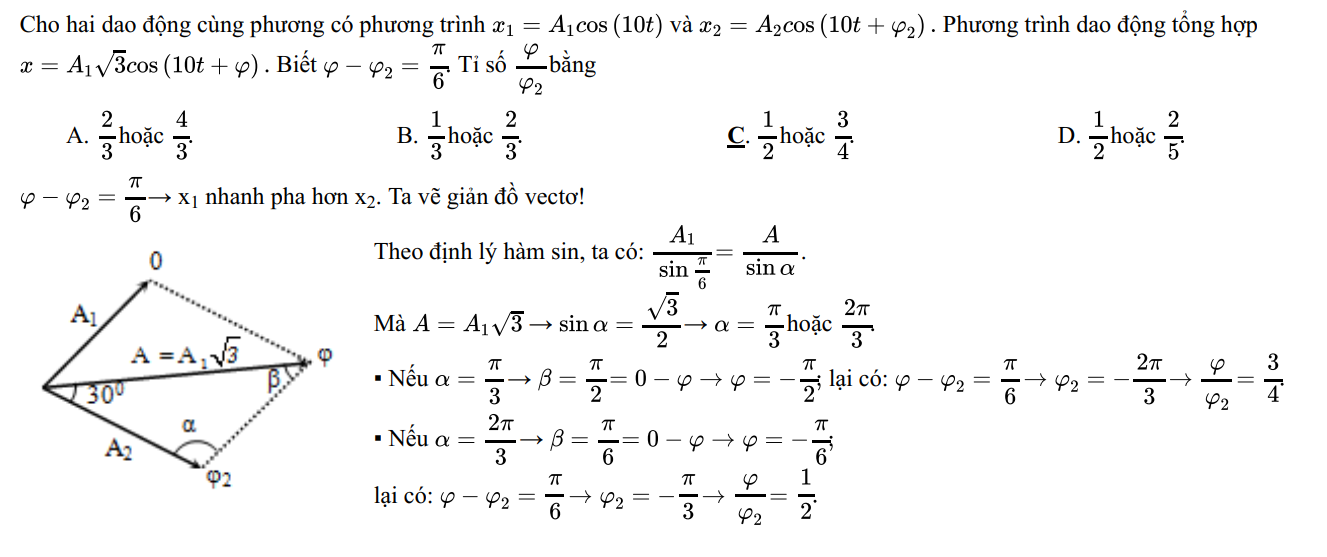 Cho hai dao động cùng phương có phương trình x₁ = A₁cos (10t) và x₂ = A₂cos (10t + φ₂) . Phương trình dao động tổng hợp
x = A₁√3cos (10t + φ) . Biết φ − φ₂ = π/6. Tỉ số φ/φ₂ bằng
A. 2/3 hoặc 4/3. B. 1/3 hoặc 2/3. C. 1/2 hoặc 3/4. D. 1/2 hoặc 2/5.
φ − φ₂ = π/6 → x₁ nhanh pha hơn x₂. Ta vẽ giản đồ vectơ!
Theo định lý hàm sin, ta có: A₁/sin π/6 = A/sin α.
Mà A = A₁√3 → sin α = √3/2 → α = π/3 hoặc 2π/3.
▪ Nếu α = π/3 → β = π/2 = 0 − φ → φ = −π/2; lại có: φ − φ₂ = π/6 → φ₂ = −2π/3 → φ/φ₂ = 3/4.
▪ Nếu α = 2π/3 → β = π/6 = 0 − φ → φ = −π/6;
lại có: φ − φ₂ = π/6 → φ₂ = −π/3 → φ/φ₂ = 1/2.
0
A₁
A = A₁√3
φ
β
30⁰
α
A₂
φ₂